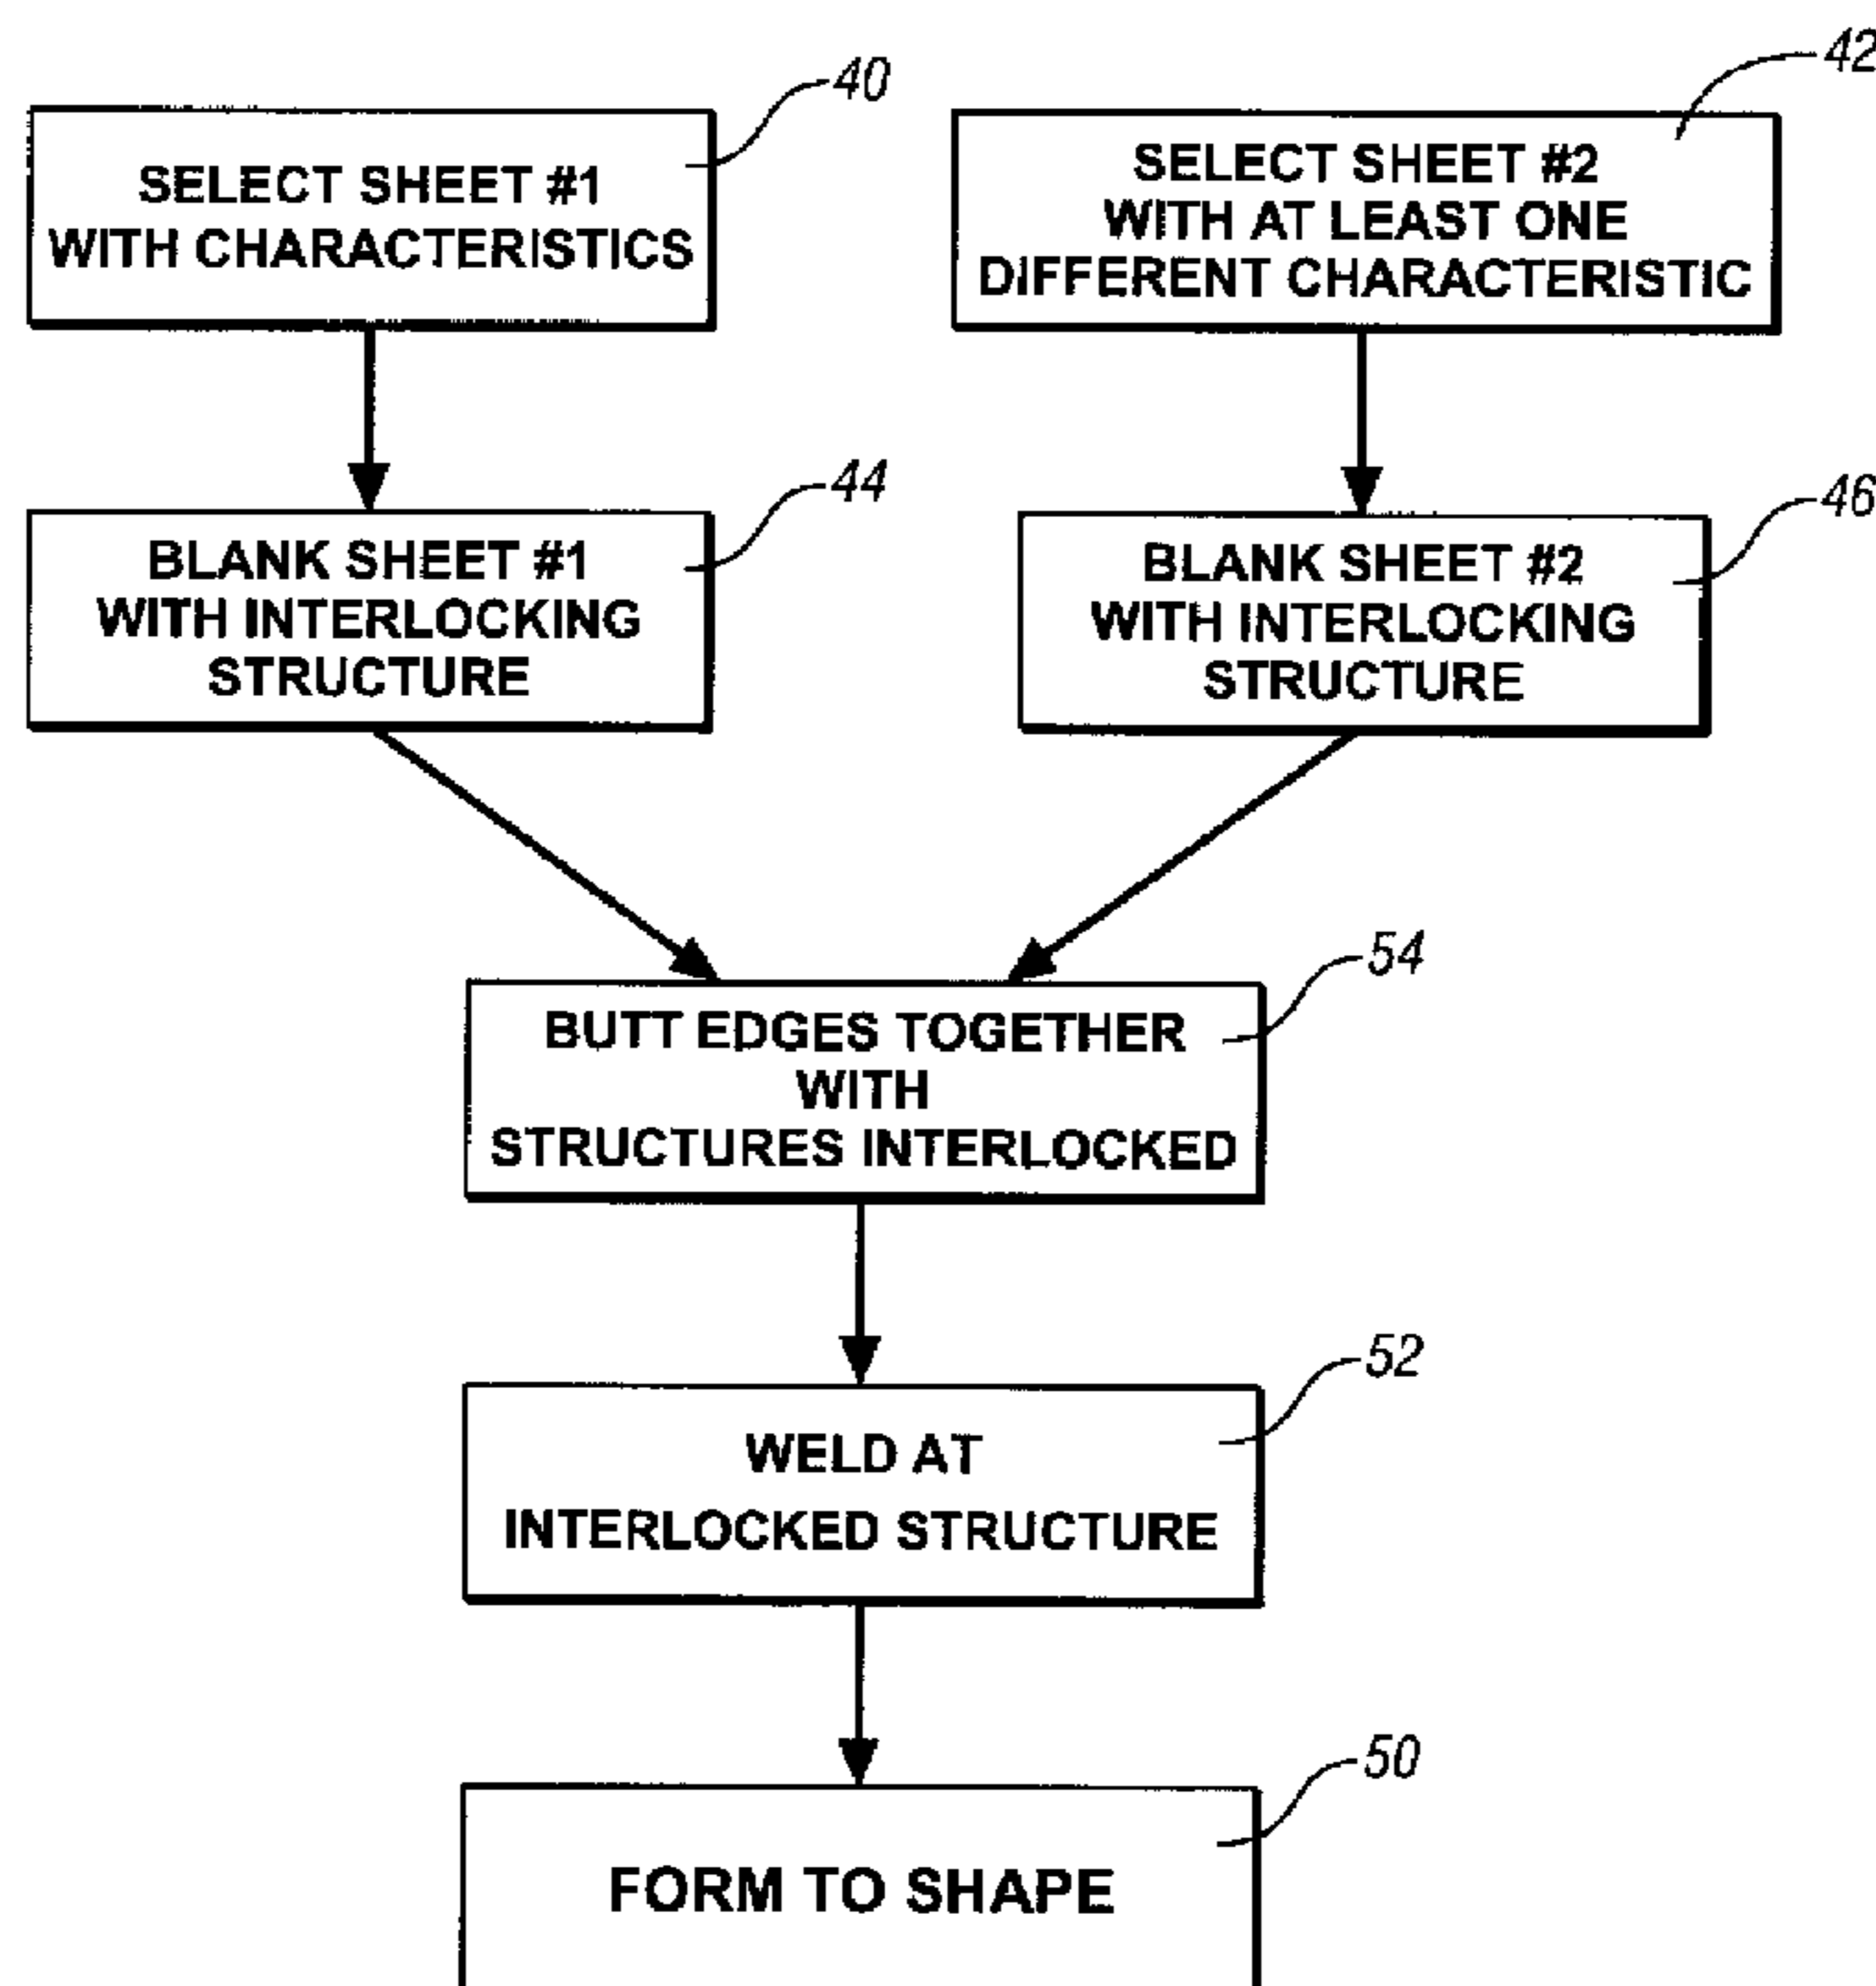 40
SELECT SHEET #1
WITH CHARACTERISTICS
42
SELECT SHEET #2
WITH AT LEAST ONE
DIFFERENT CHARACTERISTIC
44
BLANK SHEET #1
WITH INTERLOCKING
STRUCTURE
46
BLANK SHEET #2
WITH INTERLOCKING
STRUCTURE
54
BUTT EDGES TOGETHER
WITH
STRUCTURES INTERLOCKED
52
WELD AT
INTERLOCKED STRUCTURE
50
FORM TO SHAPE